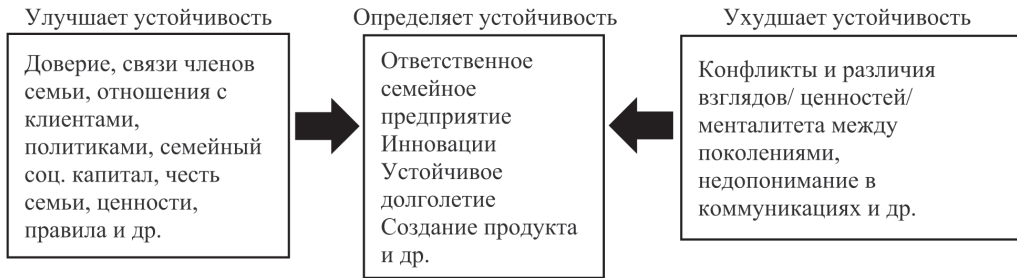 Улучшает устойчивость
Доверие, связи членов
семьи, отношения с
клиентами,
политиками, семейный
соц. капитал, честь
семьи, ценности,
правила и др.
Определяет устойчивость
Ответственное
семейное
предприятие
Инновации
Устойчивое
долголетие
Создание продукта
и др.
Ухудшает устойчивость
Конфликты и различия
взглядов/ ценностей/
менталитета между
поколениями,
недопонимание в
коммуникациях и др.